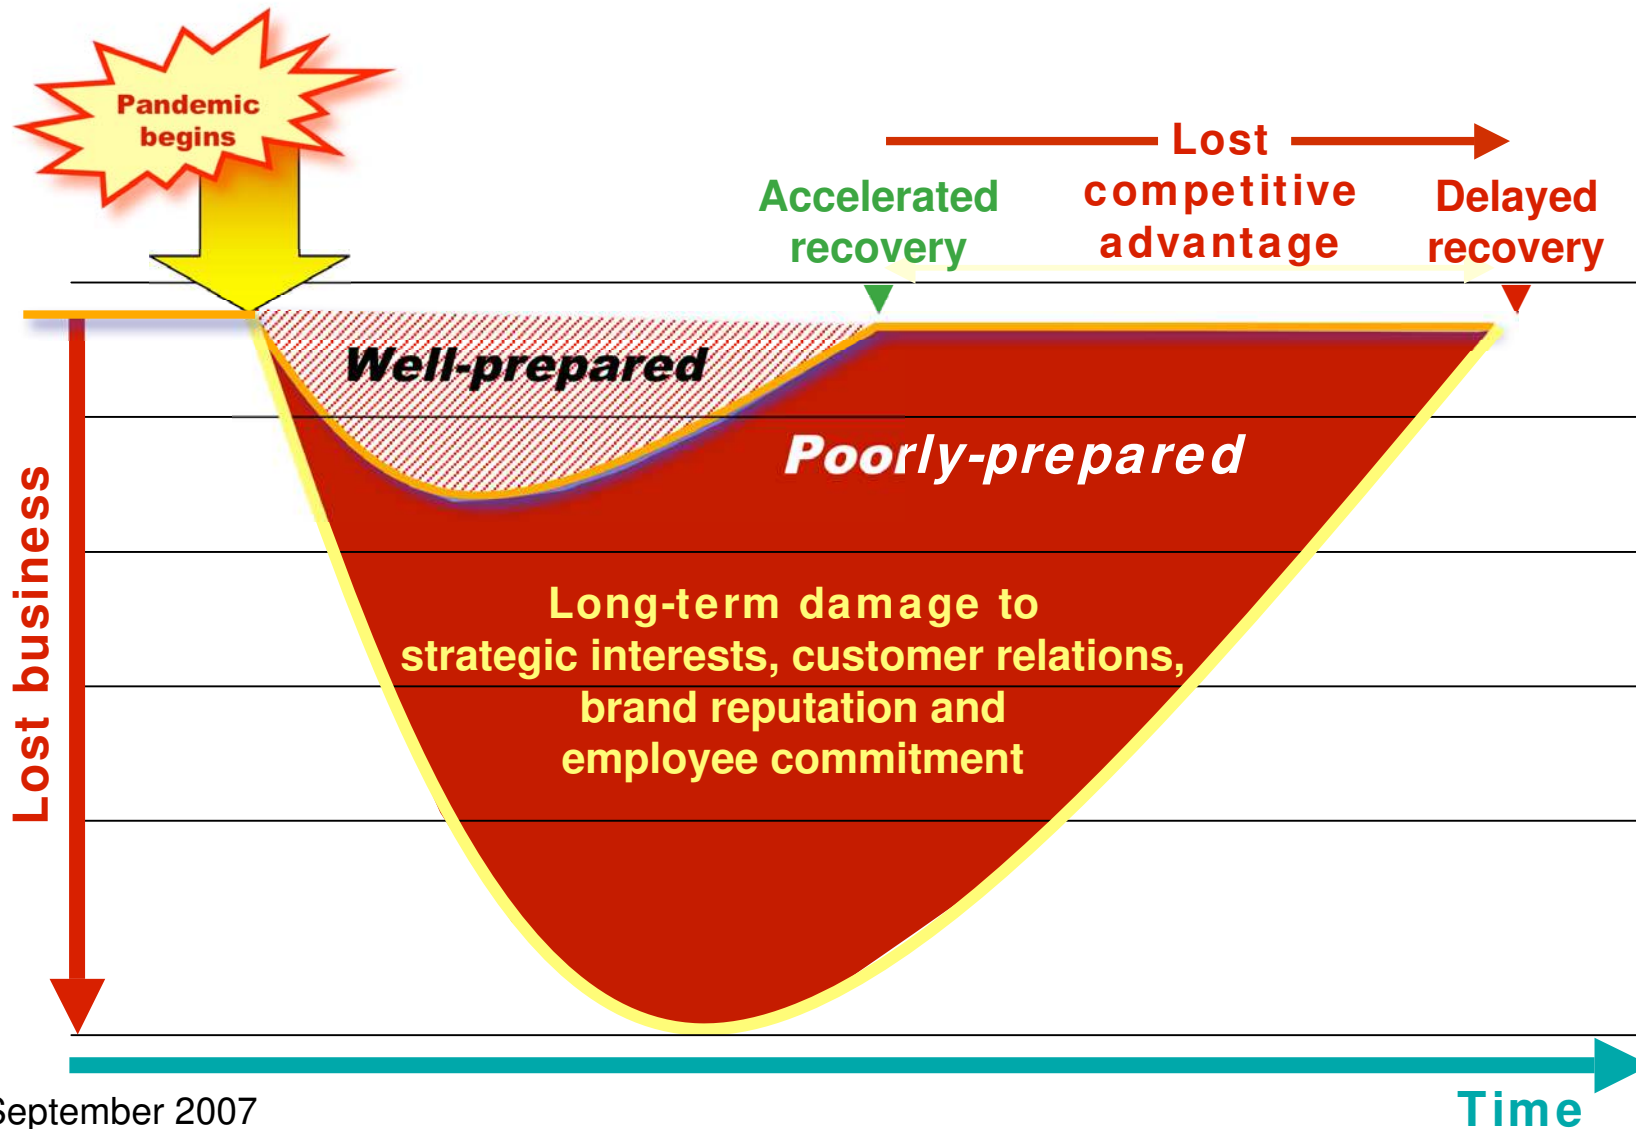 Pandemic
begins
Lost
competitive
advantage
Accelerated
recovery
Delayed
recovery
Well-prepared
Poorly-prepared
Long-term damage to
strategic interests, customer relations,
brand reputation and
employee commitment
Lost business
Time
September 2007